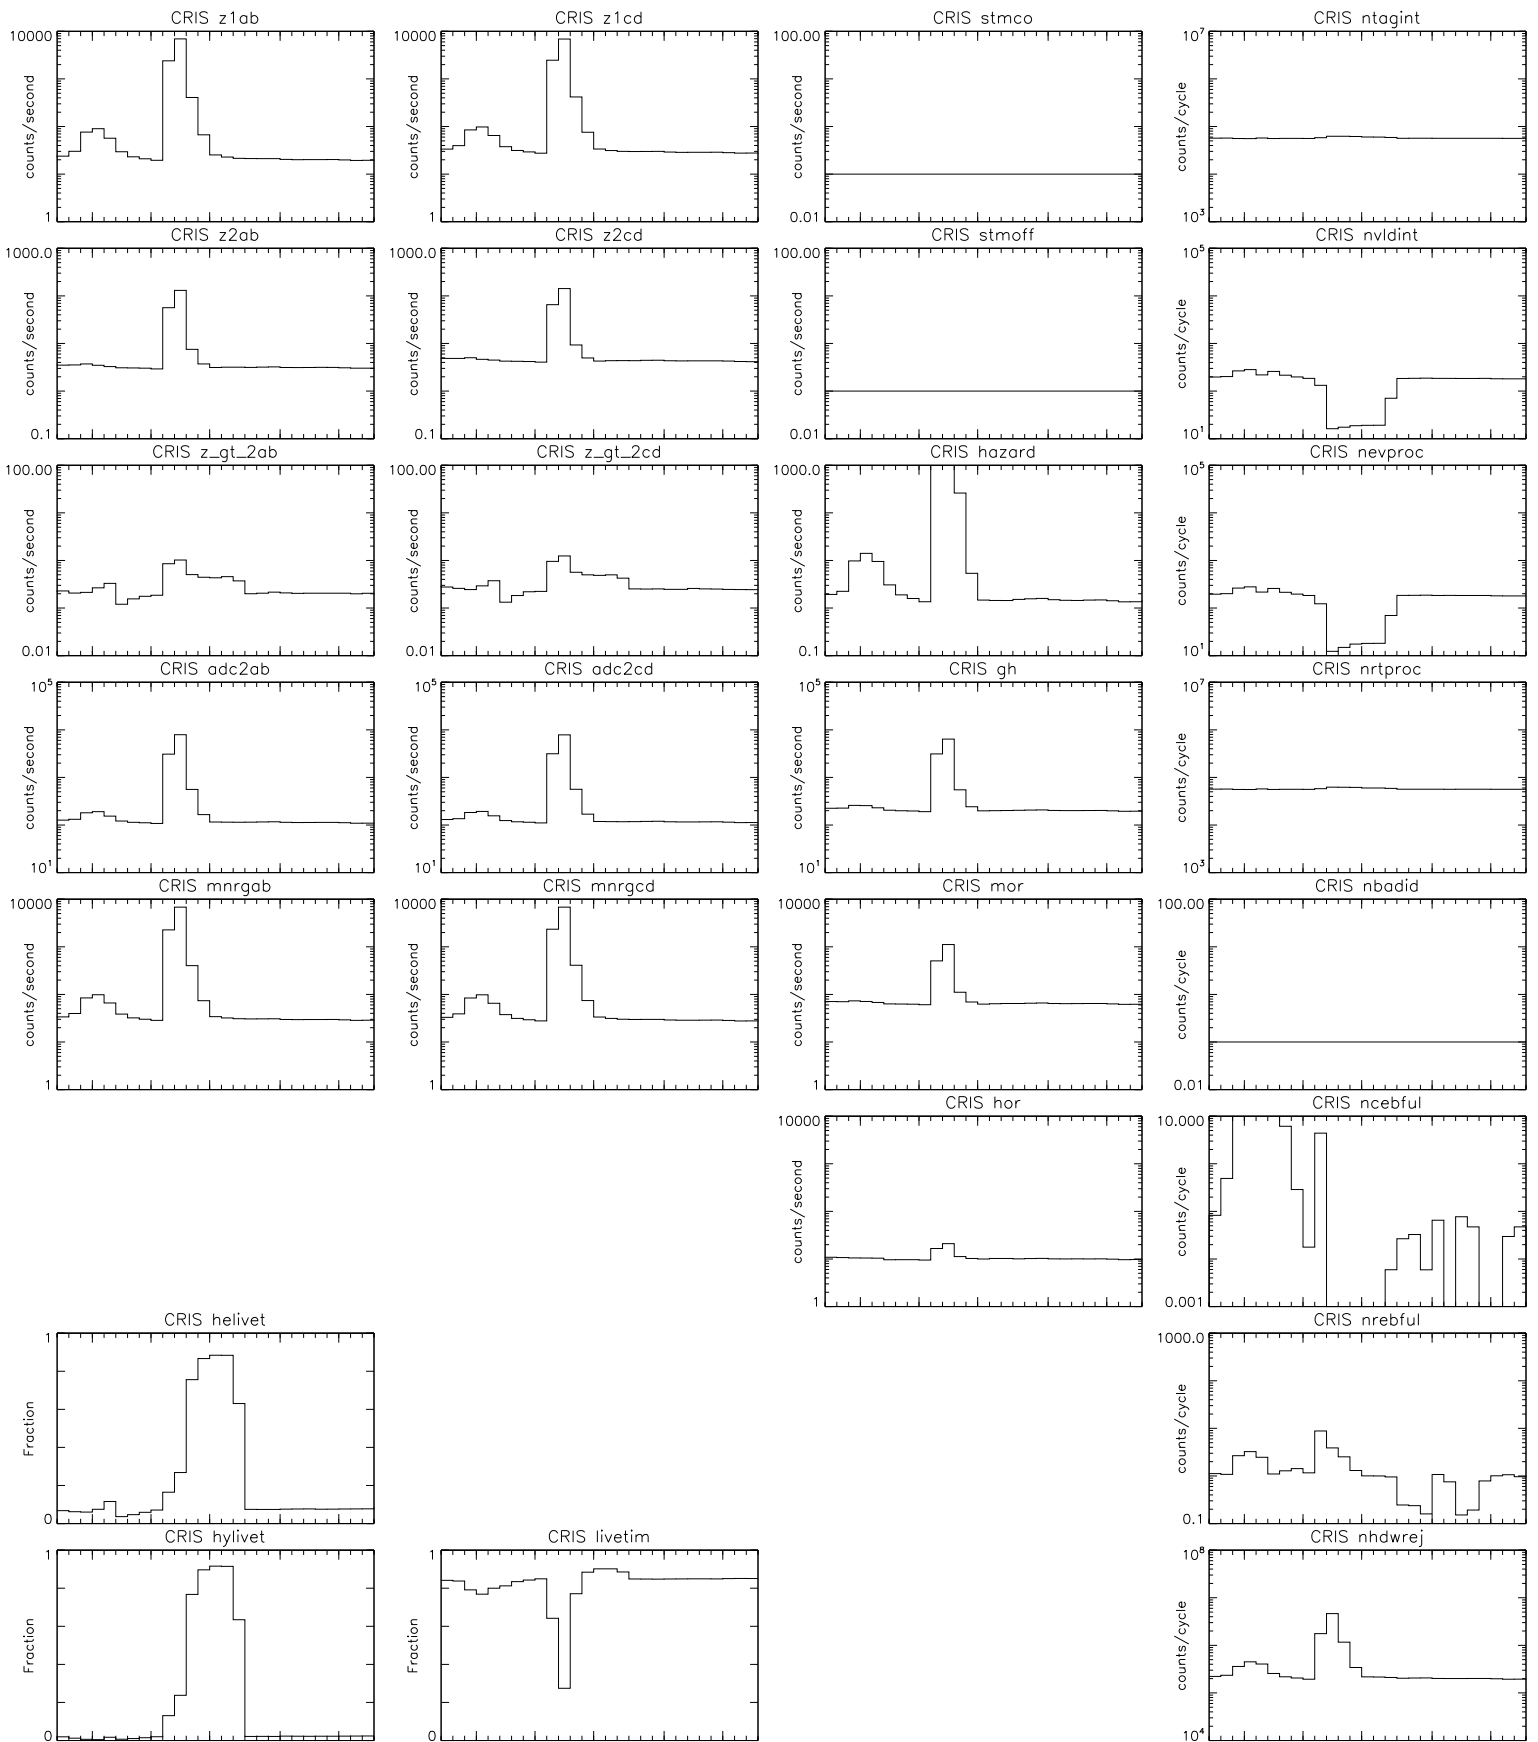 CRIS z1ab
CRIS z1cd
CRIS stmco
CRIS ntagint
10000
1
counts/second
10000
1
counts/second
100.00
0.01
counts/second
10^7
10^3
counts/cycle
CRIS z2ab
CRIS z2cd
CRIS stmoff
CRIS nvldint
1000.0
0.1
counts/second
1000.0
0.1
counts/second
100.00
0.01
counts/second
10^5
10^1
counts/cycle
CRIS z_gt_2ab
CRIS z_gt_2cd
CRIS hazard
CRIS nevproc
100.00
0.01
counts/second
100.00
0.01
counts/second
1000.0
0.1
counts/second
10^5
10^1
counts/cycle
CRIS adc2ab
CRIS adc2cd
CRIS gh
CRIS nrtproc
10^5
10^1
counts/second
10^5
10^1
counts/second
10^5
10^1
counts/second
10^7
10^3
counts/cycle
CRIS mnrgab
CRIS mnrgcd
CRIS mor
CRIS nbadid
10000
1
counts/second
10000
1
counts/second
10000
1
counts/second
100.00
0.01
counts/cycle
CRIS hor
CRIS ncebful
10000
1
counts/second
10.000
0.001
counts/cycle
CRIS helivet
CRIS nrebful
1
0
Fraction
1000.0
0.1
counts/cycle
CRIS hylivet
CRIS livetim
CRIS nhdwrej
1
0
Fraction
1
0
Fraction
10^8
10^4
counts/cycle